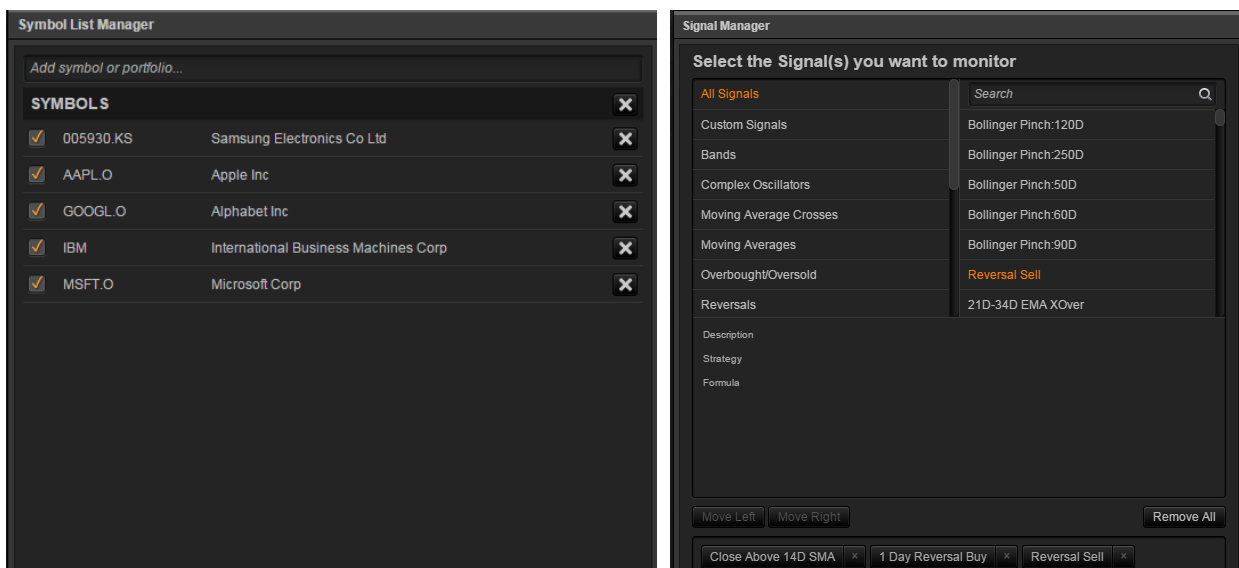 Symbol List Manager
Add symbol or portfolio...
SYMBOLS
005930.KS Samsung Electronics Co Ltd
AAPL.O Apple Inc
GOOGL.O Alphabet Inc
IBM International Business Machines Corp
MSFT.O Microsoft Corp
Signal Manager
Select the Signal(s) you want to monitor
All Signals
Custom Signals
Bands
Complex Oscillators
Moving Average Crosses
Moving Averages
Overbought/Oversold
Reversals
Search
Bollinger Pinch:120D
Bollinger Pinch:250D
Bollinger Pinch:50D
Bollinger Pinch:60D
Bollinger Pinch:90D
Reversal Sell
21D-34D EMA XOver
Description
Strategy
Formula
Move Left Move Right Remove All
Close Above 14D SMA × 1 Day Reversal Buy × Reversal Sell ×